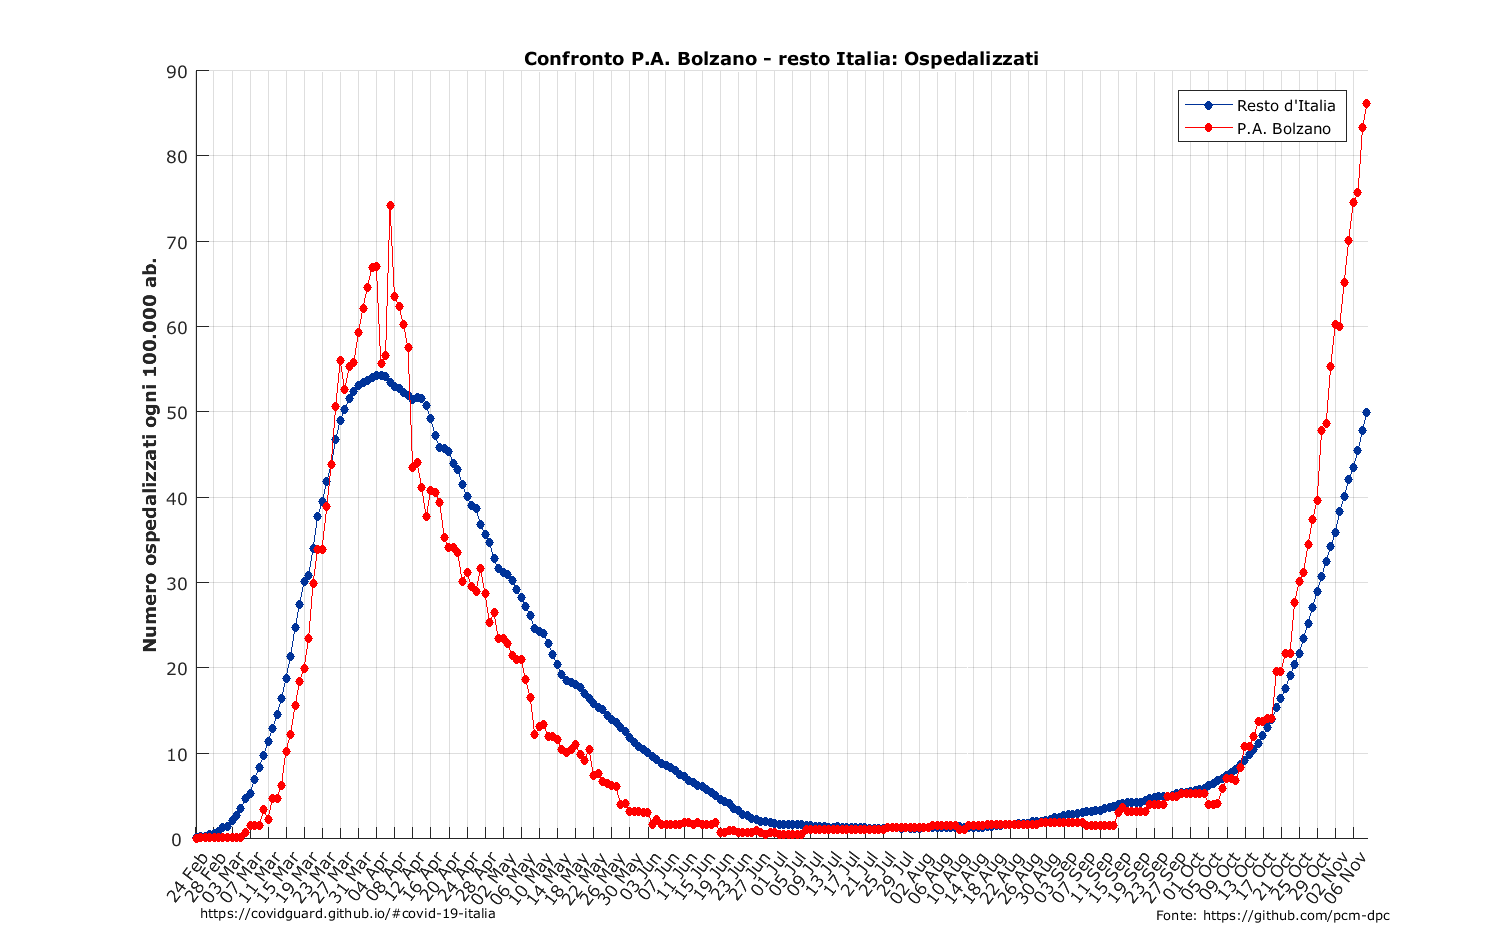 Confronto P.A. Bolzano - resto Italia: Ospedalizzati
Resto d'Italia
P.A. Bolzano
Numero ospedalizzati ogni 100.000 ab.
90
80
70
60
50
40
30
20
10
0
24 Feb
28 Feb
03 Mar
07 Mar
11 Mar
15 Mar
19 Mar
23 Mar
27 Mar
31 Mar
04 Apr
08 Apr
12 Apr
16 Apr
20 Apr
24 Apr
28 Apr
02 May
06 May
10 May
14 May
18 May
22 May
26 May
30 May
03 Jun
07 Jun
11 Jun
15 Jun
19 Jun
23 Jun
27 Jun
01 Jul
05 Jul
09 Jul
13 Jul
17 Jul
21 Jul
25 Jul
29 Jul
02 Aug
06 Aug
10 Aug
14 Aug
18 Aug
22 Aug
26 Aug
30 Aug
03 Sep
07 Sep
11 Sep
15 Sep
19 Sep
23 Sep
27 Sep
01 Oct
05 Oct
09 Oct
13 Oct
17 Oct
21 Oct
25 Oct
29 Oct
02 Nov
06 Nov
https://covidguard.github.io/#covid-19-italia
Fonte: https://github.com/pcm-dpc